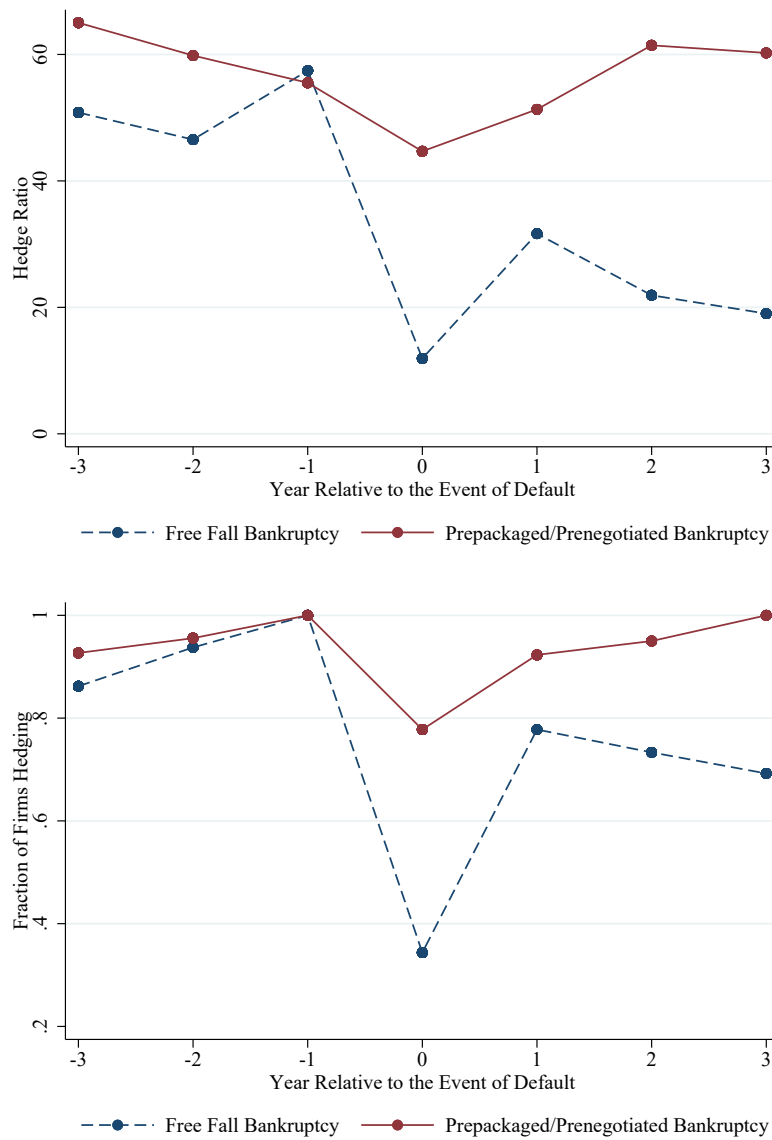 60
40
20
0
Hedge Ratio
-3 -2 -1 0 1 2 3
Year Relative to the Event of Default
Free Fall Bankruptcy Prepackaged/Prenegotiated Bankruptcy
1
.8
.6
.4
.2
Fraction of Firms Hedging
-3 -2 -1 0 1 2 3
Year Relative to the Event of Default
Free Fall Bankruptcy Prepackaged/Prenegotiated Bankruptcy